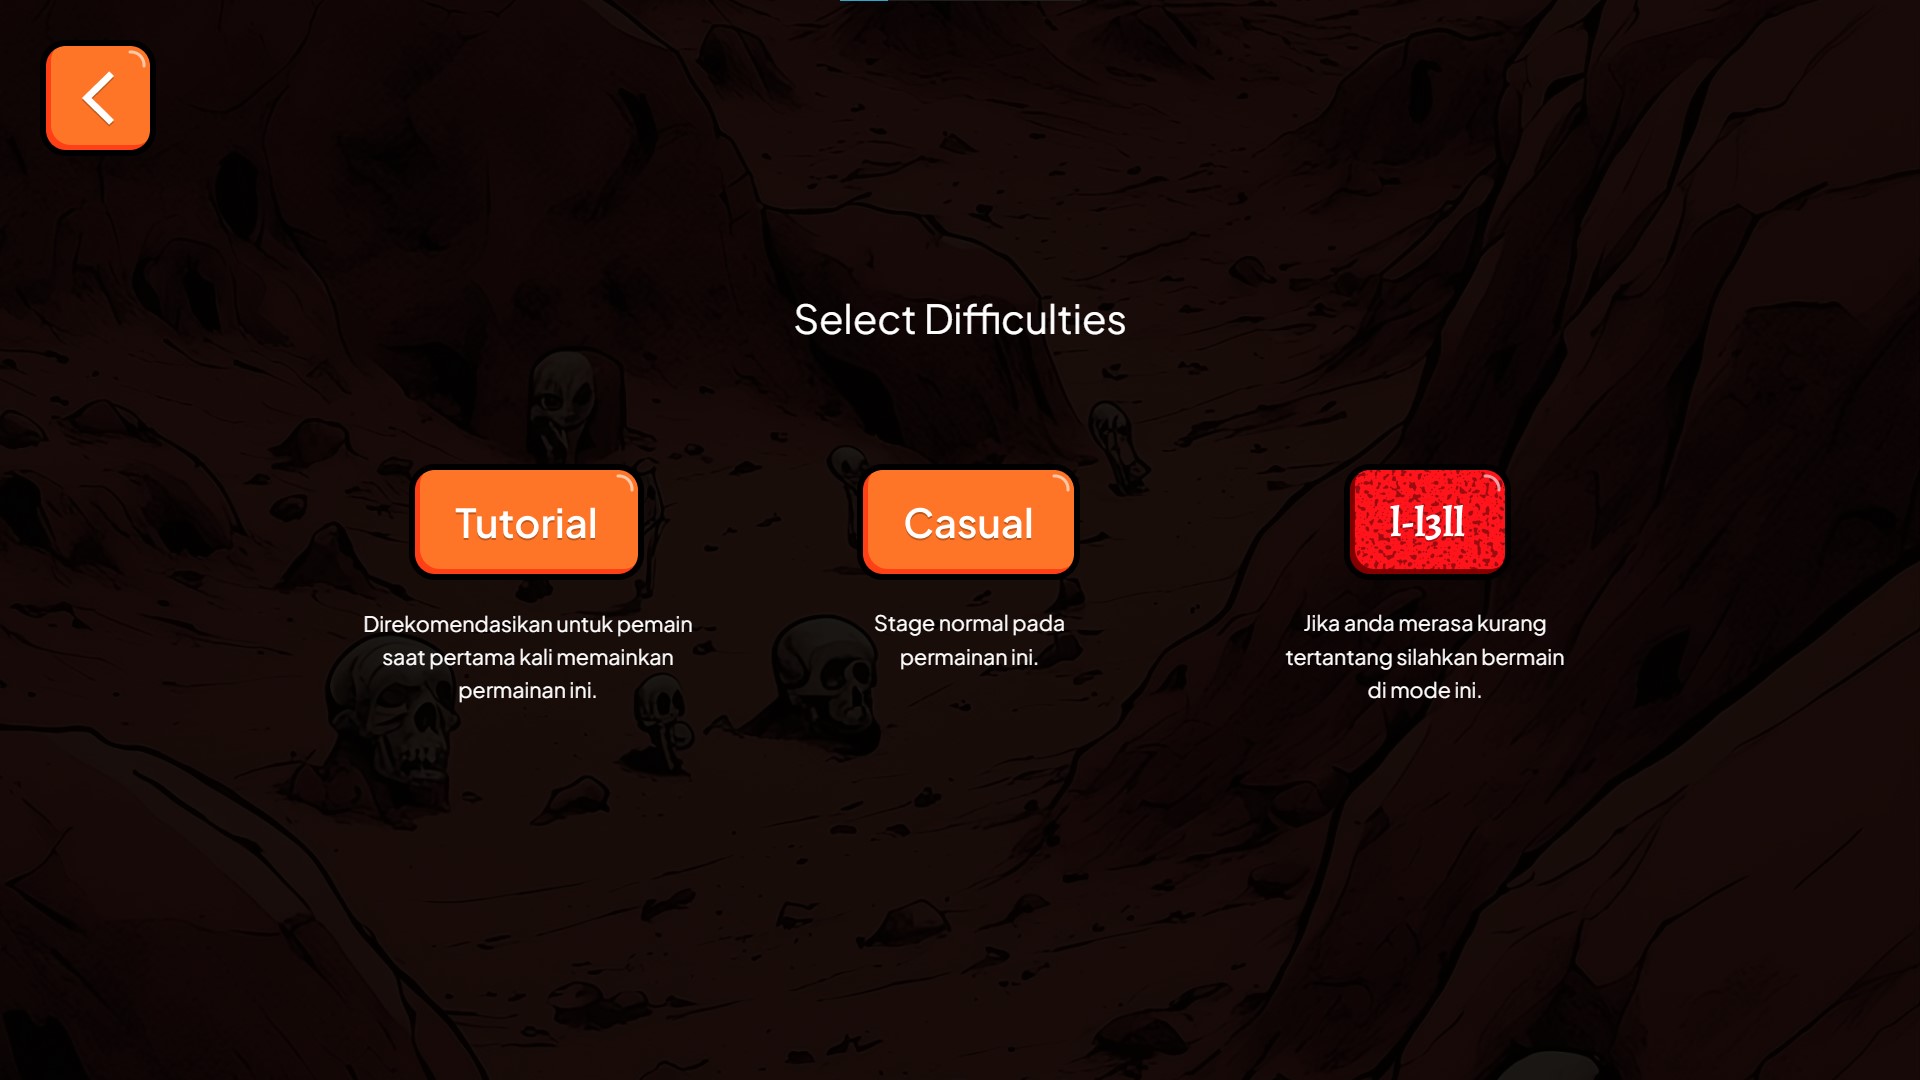 Select Difficulties
Tutorial
Casual
l-l3ll
Direkomendasikan untuk pemain
saat pertama kali memainkan
permainan ini.
Stage normal pada
permainan ini.
Jika anda merasa kurang
tertantang silahkan bermain
di mode ini.